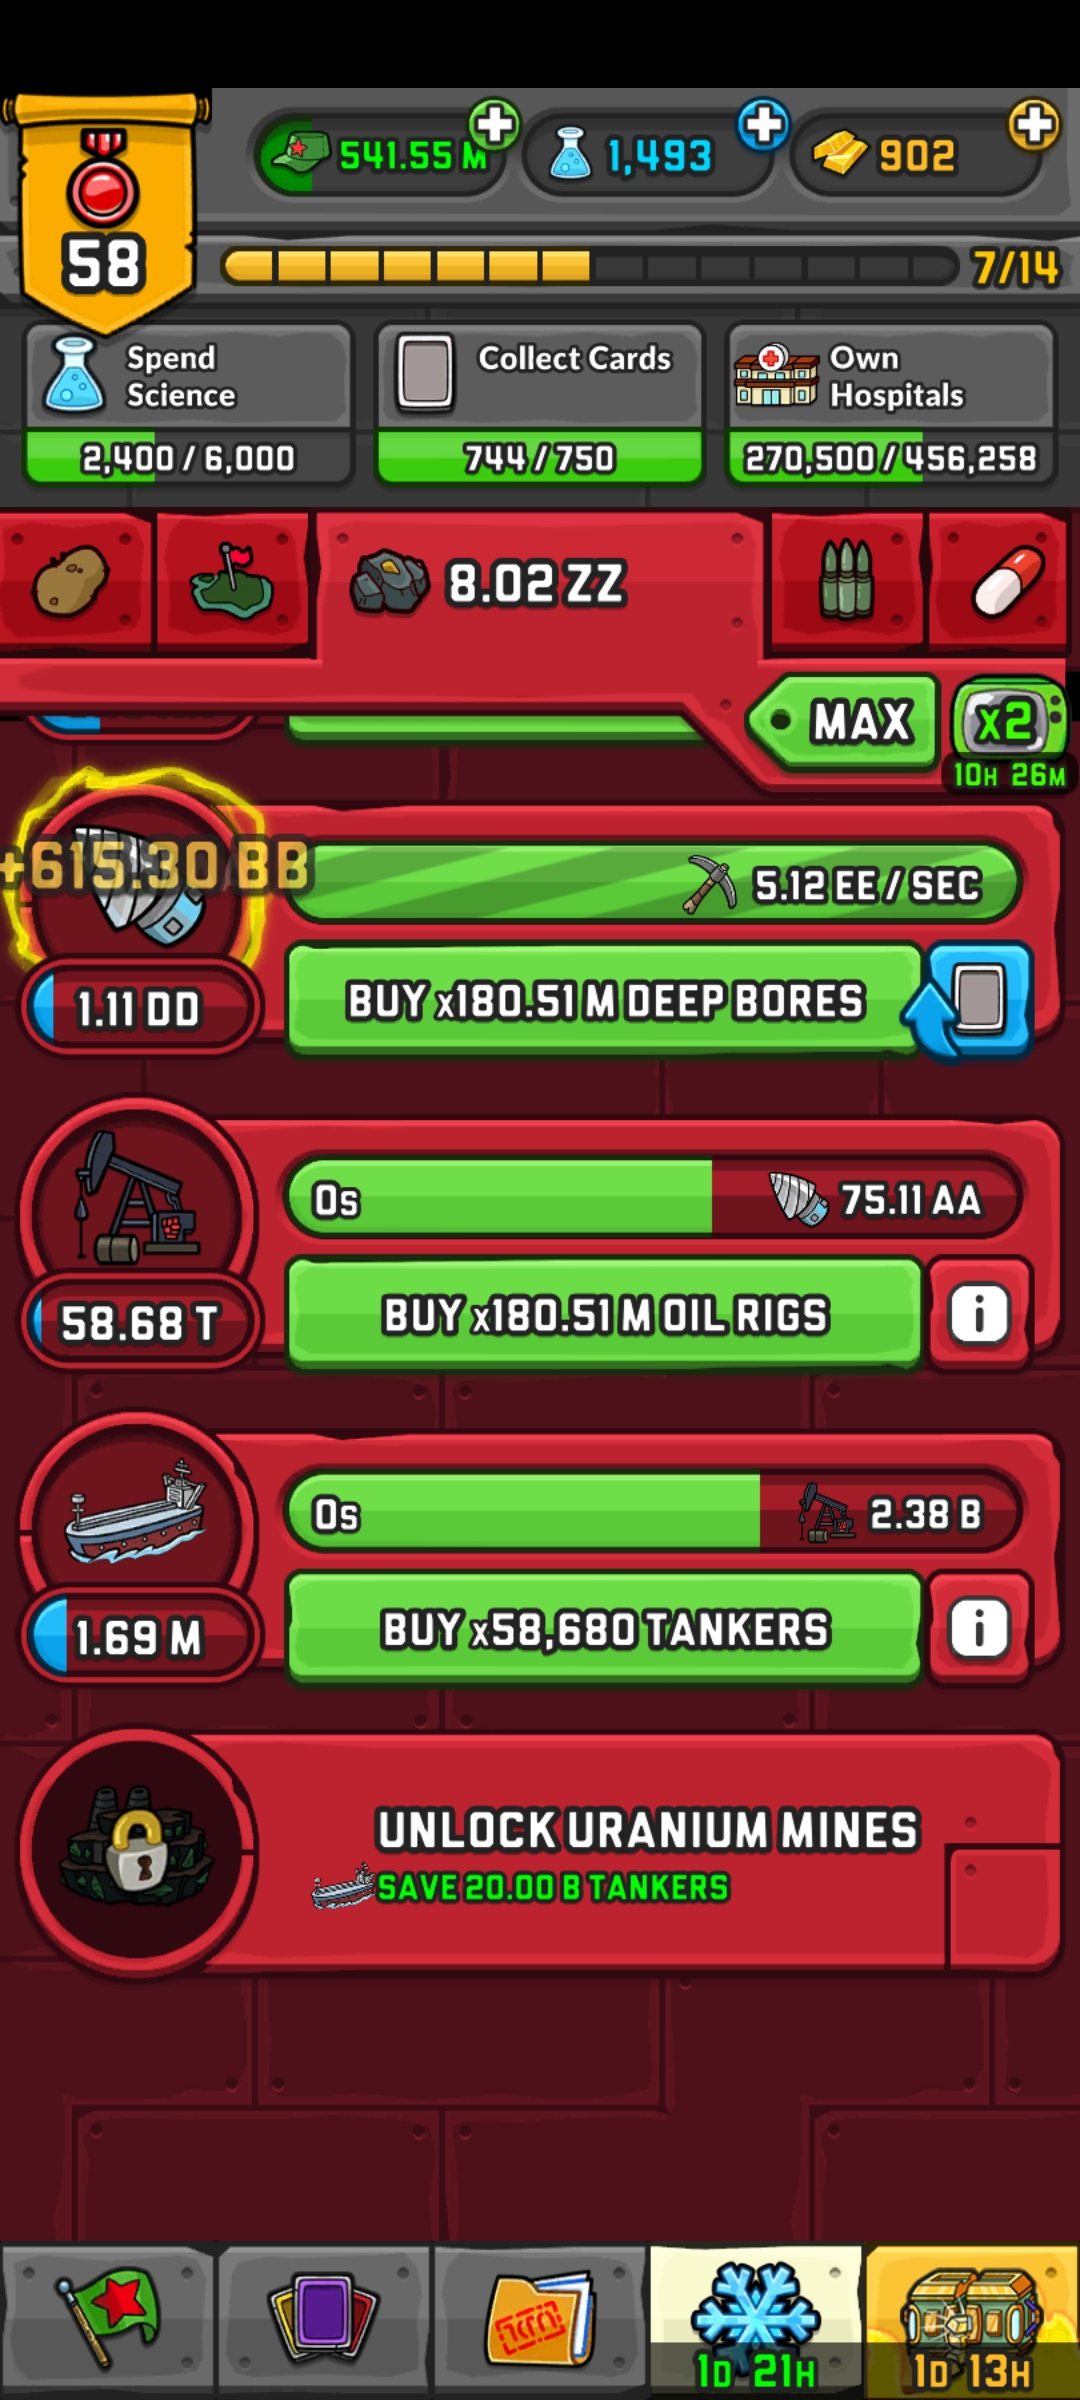 541.55 M
1,493
902
58
7/14
Spend
Science
2,400 / 6,000
Collect Cards
744 / 750
Own
Hospitals
270,500 / 456,258
8.02 ZZ
MAX
x2
10H 26M
+615.30 BB
5.12 EE / SEC
1.11 DD
BUY x180.51 M DEEP BORES
0s
75.11 AA
58.68 T
BUY x180.51 M OIL RIGS
i
0s
2.38 B
1.69 M
BUY x58,680 TANKERS
i
UNLOCK URANIUM MINES
SAVE 20.00 B TANKERS
1D 21H
1D 13H